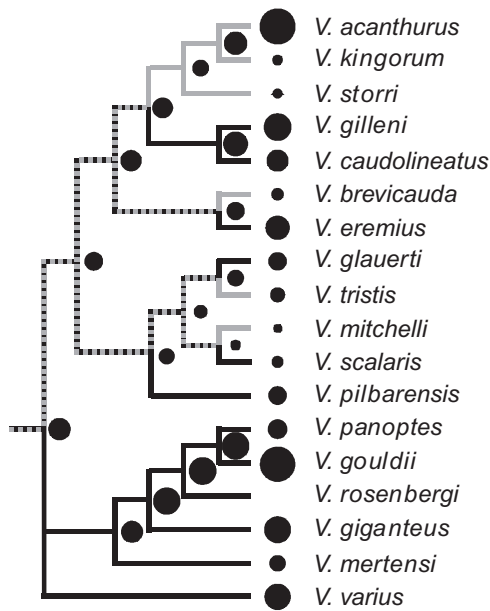 V. acanthurus
V. kingorum
V. storri
V. gilleni
V. caudolineatus
V. brevicauda
V. eremius
V. glauerti
V. tristis
V. mitchelli
V. scalaris
V. pilbarensis
V. panoptes
V. gouldii
V. rosenbergi
V. giganteus
V. mertensi
V. varius